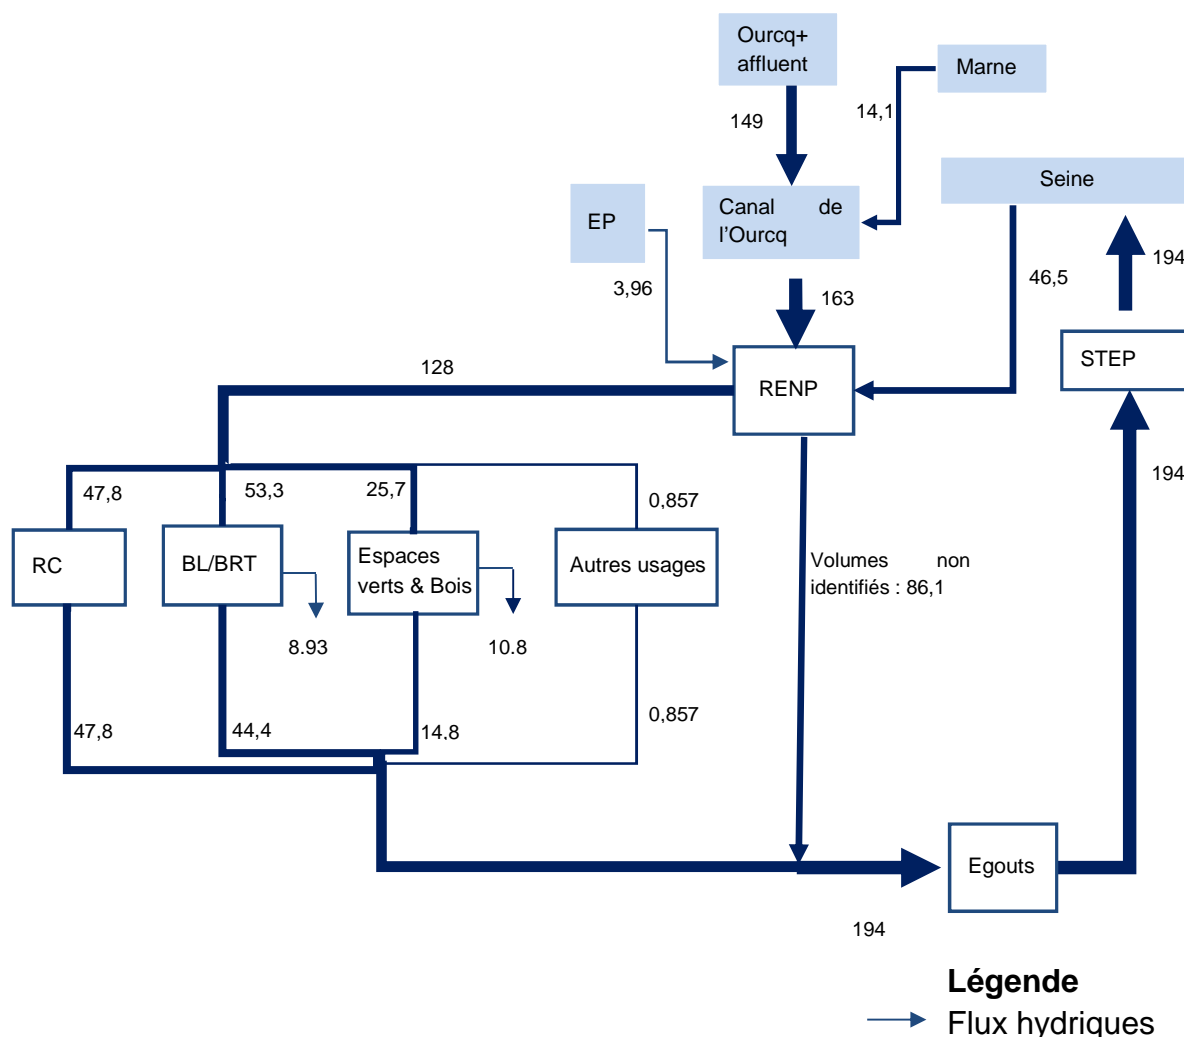 Ourcq+
affluent
Marne
149
14,1
Seine
EP
Canal de
l'Ourcq
194
3,96
163
46,5
128
RENP
STEP
47,8
53,3
25,7
0,857
194
RC
BL/BRT
Espaces
verts & Bois
Autres usages
Volumes non
identifiés : 86,1
8.93
10.8
47,8
44,4
14,8
0,857
Egouts
194
Légende
Flux hydriques